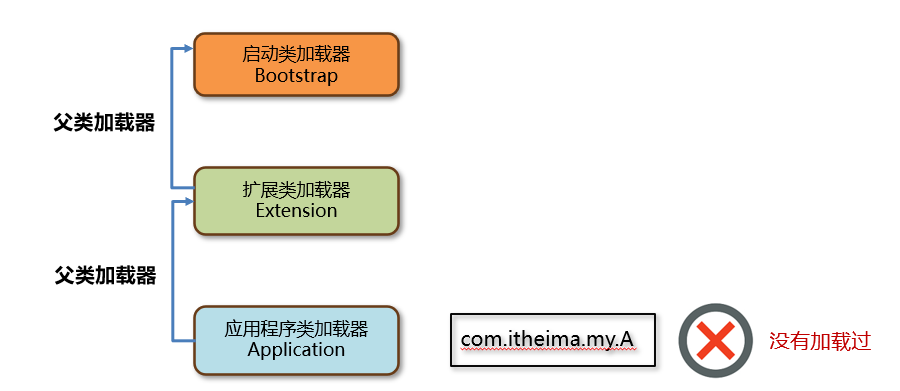 启动类加载器
Bootstrap
父类加载器
扩展类加载器
Extension
父类加载器
应用程序类加载器
Application
com.itheima.my.A
没有加载过